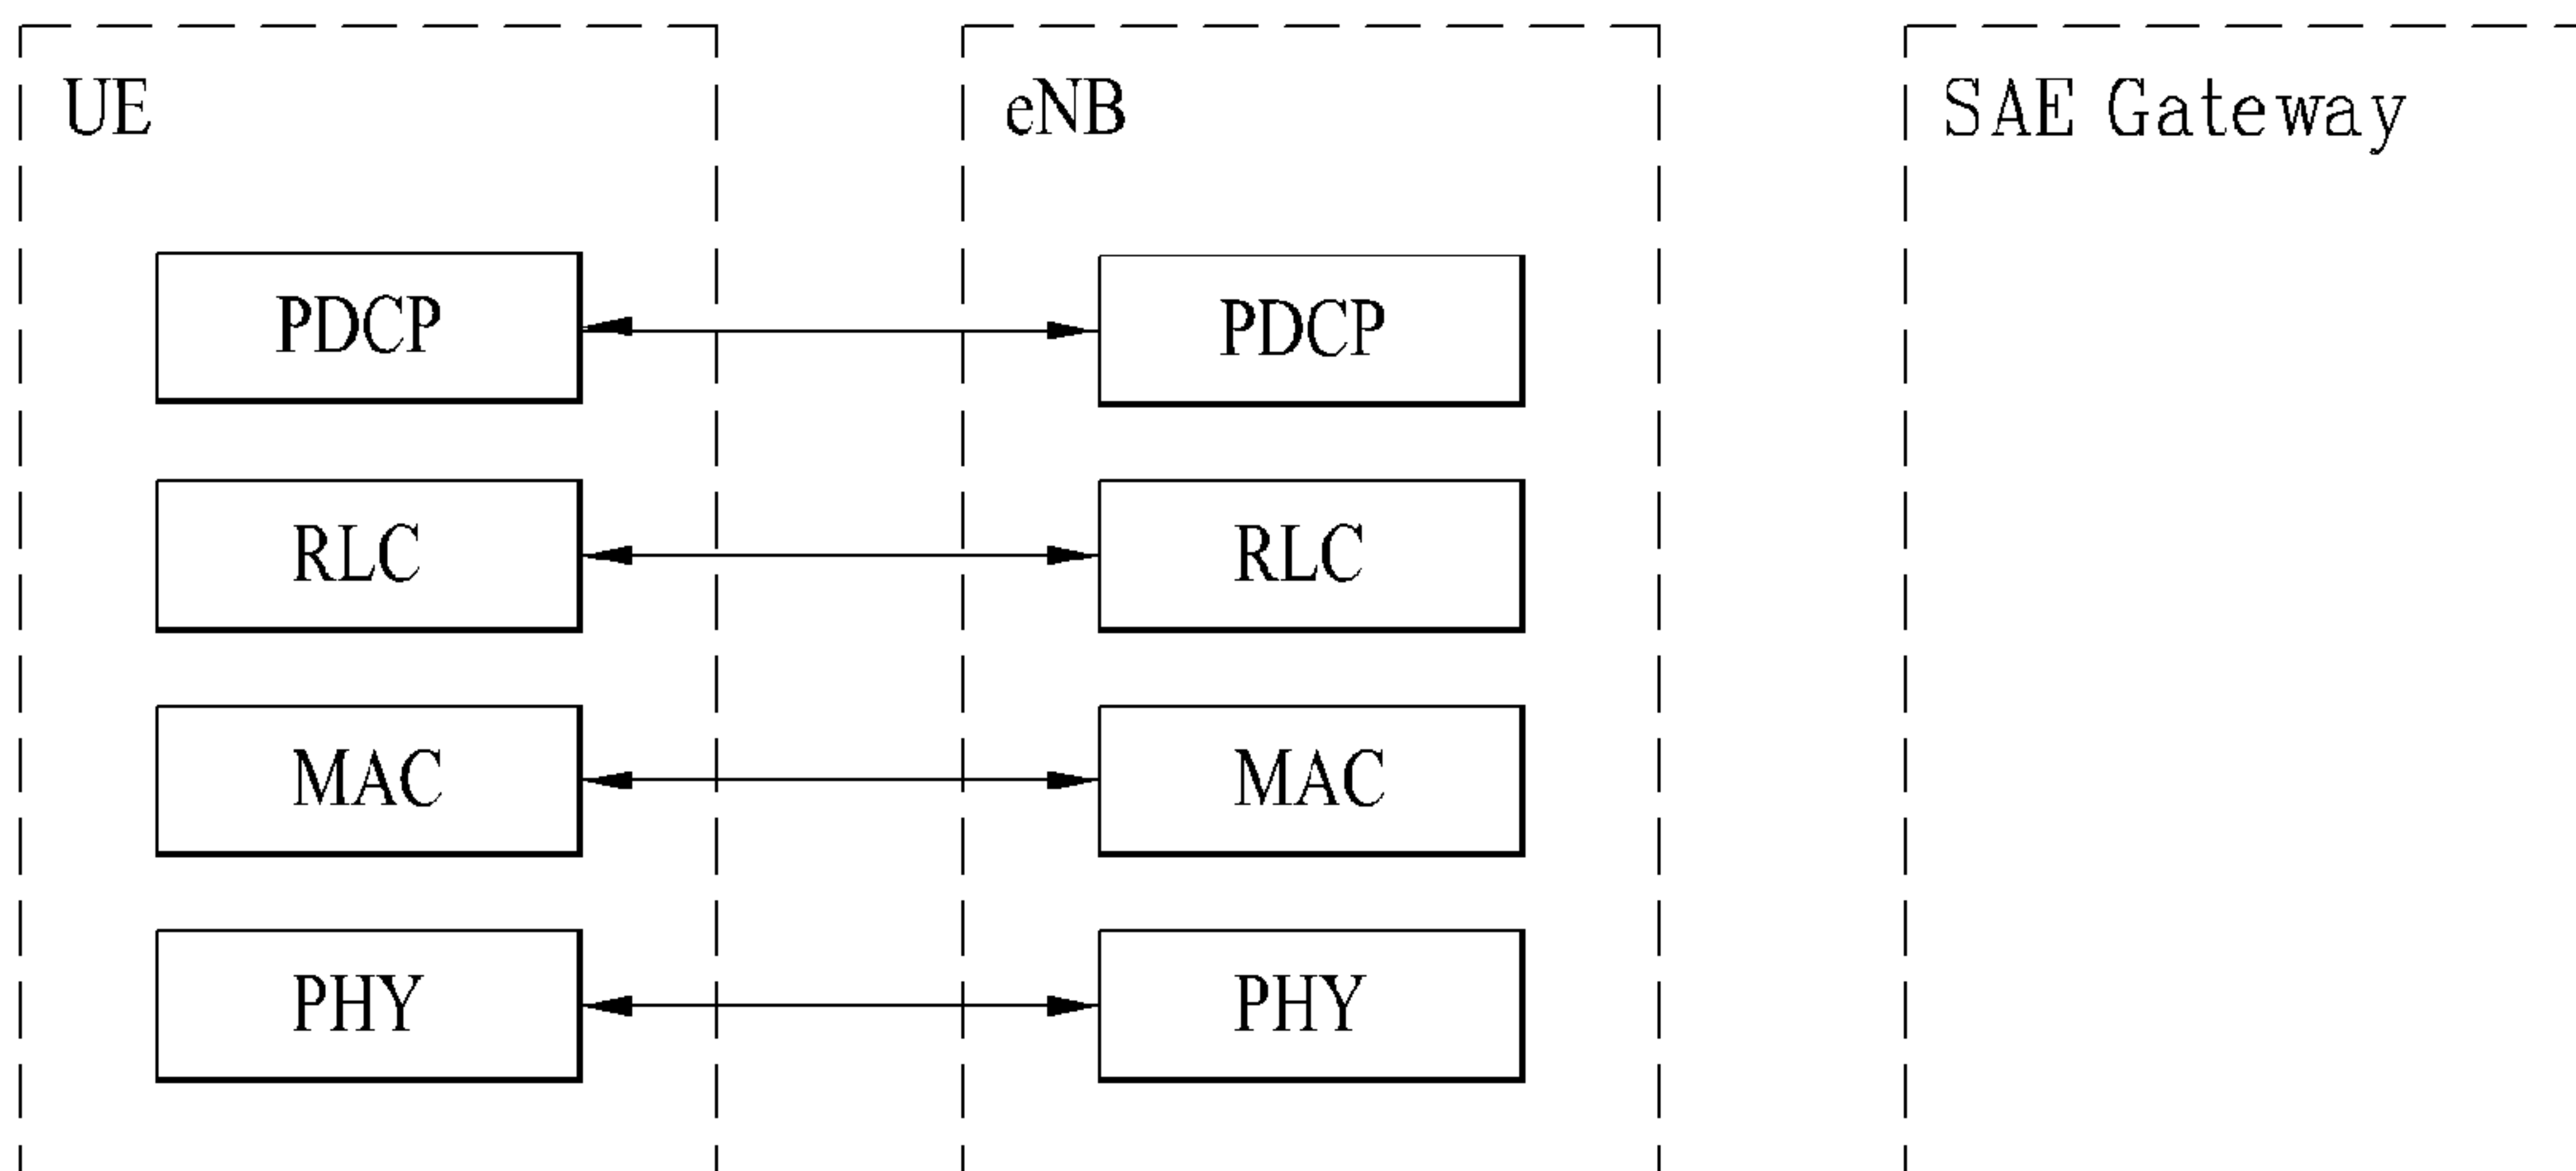 UE
eNB
SAE Gateway
PDCP
PDCP
RLC
RLC
MAC
MAC
PHY
PHY